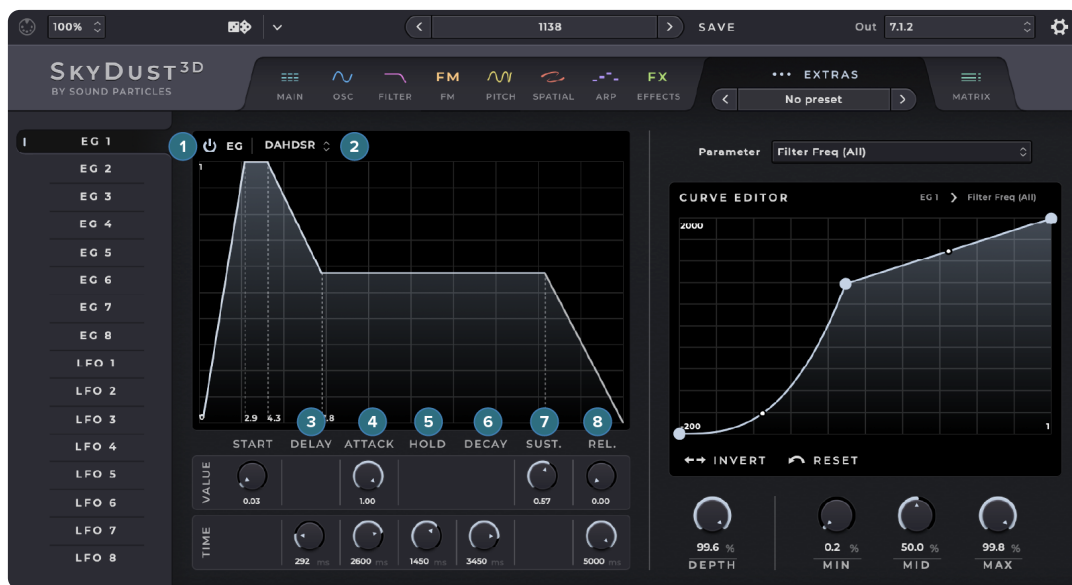 100% 1138 SAVE Out 7.1.2
SKYDUST3D
BY SOUND PARTICLES
MAIN OSC FILTER FM FM PITCH SPATIAL ARP FX EFFECTS
••• EXTRAS
No preset
MATRIX
EG 1
EG 2
EG 3
EG 4
EG 5
EG 6
EG 7
EG 8
LFO 1
LFO 2
LFO 3
LFO 4
LFO 5
LFO 6
LFO 7
LFO 8
1 EG DAHDSR 2
1
0 2.9 4.3 .8
3 4 5 6 7 8
START DELAY ATTACK HOLD DECAY SUST. REL.
VALUE
0.03 1.00 0.57 0.00
TIME
292 ms 2600 ms 1450 ms 3450 ms 5000 ms
Parameter Filter Freq (All)
CURVE EDITOR EG 1 > Filter Freq (All)
2000
-200 1
INVERT RESET
99.6 % 0.2 % 50.0 % 99.8 %
DEPTH MIN MID MAX